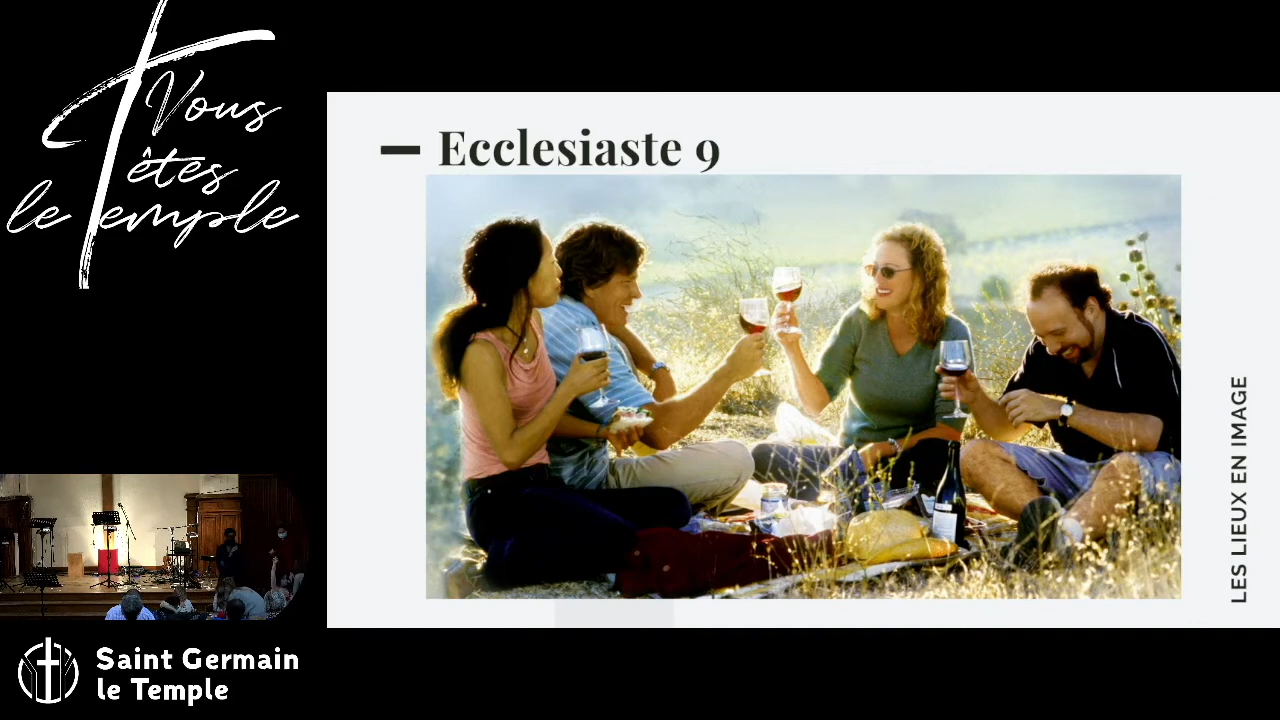 Vous
êtes
le Temple
Ecclesiaste 9
LES LIEUX EN IMAGE
Saint Germain
le Temple